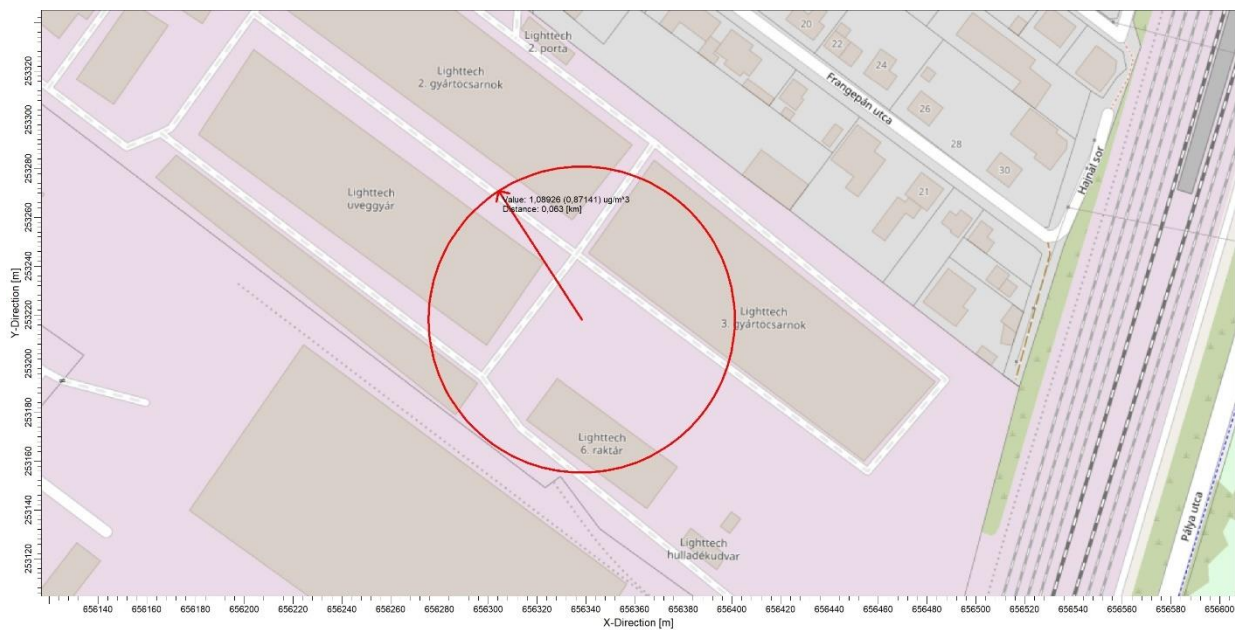 Lighttech
2. porta
20
22
24
26
28
30
21
Frangepán utca
Hajnál sor
Lighttech
2. gyártócsarnok
Lighttech
üveggyár
Value: 1,08926 (0,87141) ug/m^3
Distance: 0,063 [km]
Lighttech
3. gyártócsarnok
Lighttech
6. raktár
Lighttech
hulladékudvar
Pálya utca
Y-Direction [m]
253320
253300
253280
253260
253240
253220
253200
253180
253160
253140
253120
656140
656160
656180
656200
656220
656240
656260
656280
656300
656320
656340
656360
656380
656400
656420
656440
656460
656480
656500
656520
656540
656560
656580
656600
X-Direction [m]